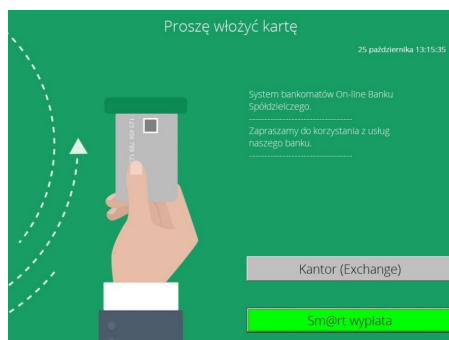 Proszę włożyć kartę
25 października 13:15:35
System bankomatów On-line Banku
Spółdzielczego.
--------------------------------
Zapraszamy do korzystania z usług
naszego banku.
--------------------------------
Kantor (Exchange)
Sm@rt wypłata